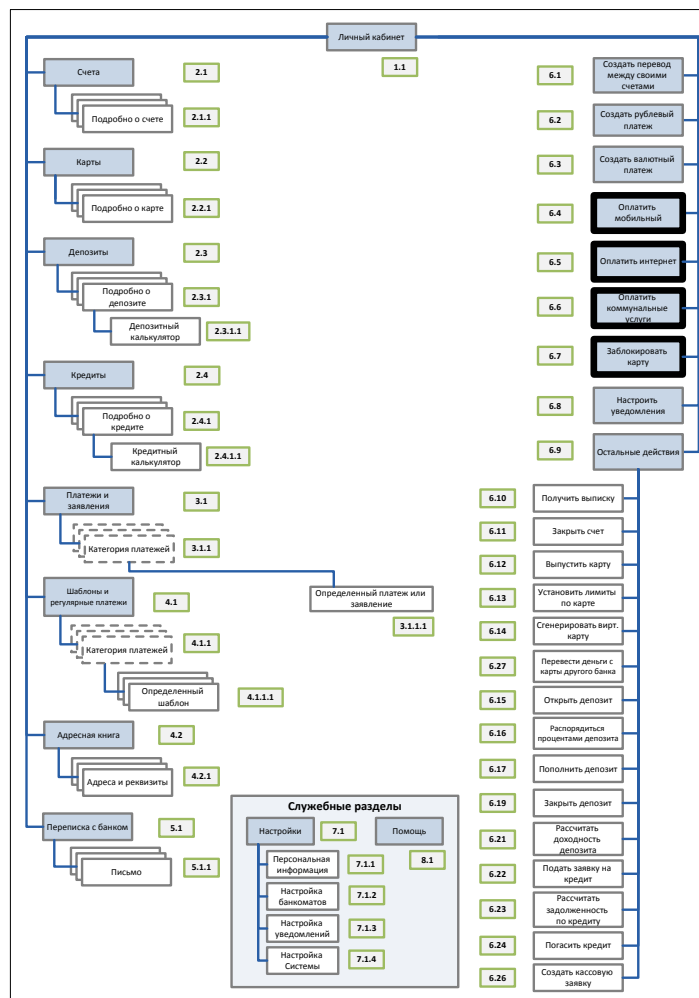 Личный кабинет
1.1
Счета
2.1
Подробно о счете
2.1.1
Карты
2.2
Подробно о карте
2.2.1
Депозиты
2.3
Подробно о
депозите
2.3.1
Депозитный
калькулятор
2.3.1.1
Кредиты
2.4
Подробно о
кредите
2.4.1
Кредитный
калькулятор
2.4.1.1
Платежи и
заявления
3.1
Категория платежей
3.1.1
Определенный платеж или
заявление
3.1.1.1
Шаблоны и
регулярные платежи
4.1
Категория платежей
4.1.1
Определенный
шаблон
4.1.1.1
Адресная книга
4.2
Адреса и реквизиты
4.2.1
Переписка с банком
5.1
Письмо
5.1.1
Служебные разделы
Настройки
7.1
Помощь
8.1
Персональная
информация
7.1.1
Настройка
банкоматов
7.1.2
Настройка
уведомлений
7.1.3
Настройка
Системы
7.1.4
6.1
Создать перевод
между своими
счетами
6.2
Создать рублевый
платеж
6.3
Создать валютный
платеж
6.4
Оплатить
мобильный
6.5
Оплатить интернет
6.6
Оплатить
коммунальные
услуги
6.7
Заблокировать
карту
6.8
Настроить
уведомления
6.9
Остальные действия
6.10
Получить выписку
6.11
Закрыть счет
6.12
Выпустить карту
6.13
Установить лимиты
по карте
6.14
Сгенерировать вирт.
карту
6.27
Перевести деньги с
карты другого банка
6.15
Открыть депозит
6.16
Распорядиться
процентами депозита
6.17
Пополнить депозит
6.19
Закрыть депозит
6.21
Рассчитать
доходность
депозита
6.22
Подать заявку на
кредит
6.23
Рассчитать
задолженность
по кредиту
6.24
Погасить кредит
6.26
Создать кассовую
заявку